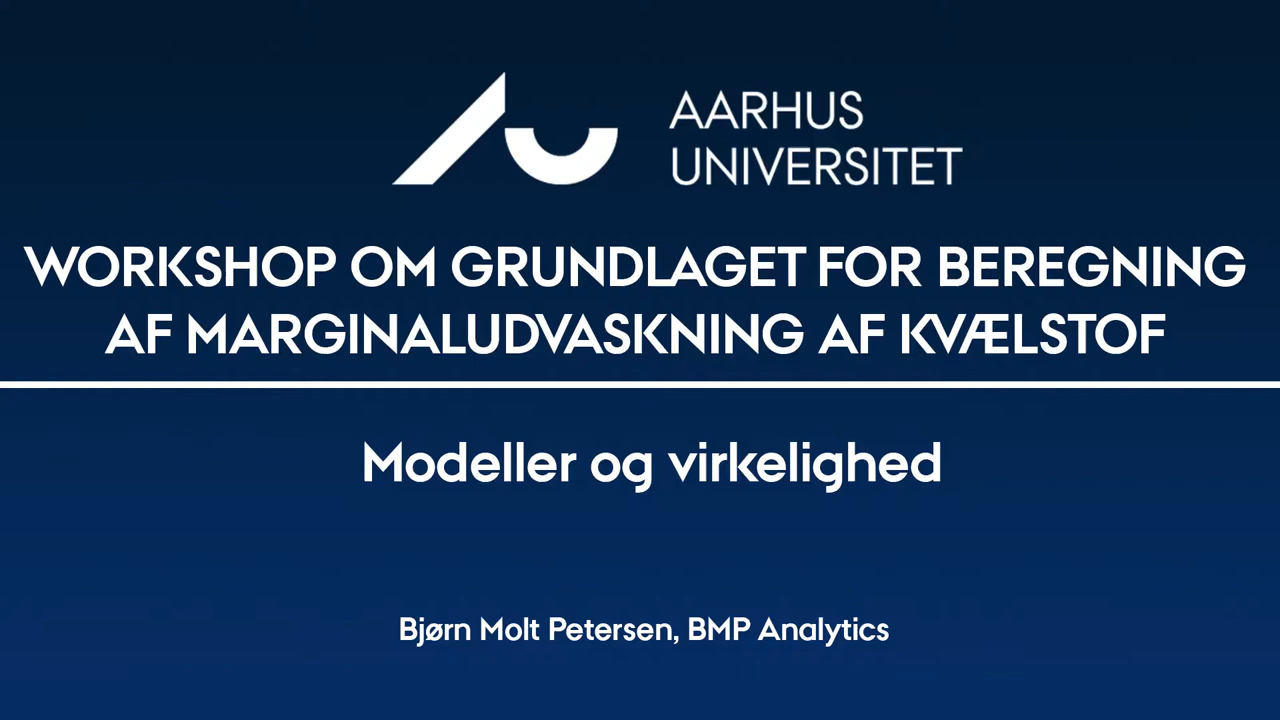 AARHUS
UNIVERSITET
WORKSHOP OM GRUNDLAGET FOR BEREGNING
AF MARGINALUDVASKNING AF KVÆLSTOF
Modeller og virkelighed
Bjørn Molt Petersen, BMP Analytics